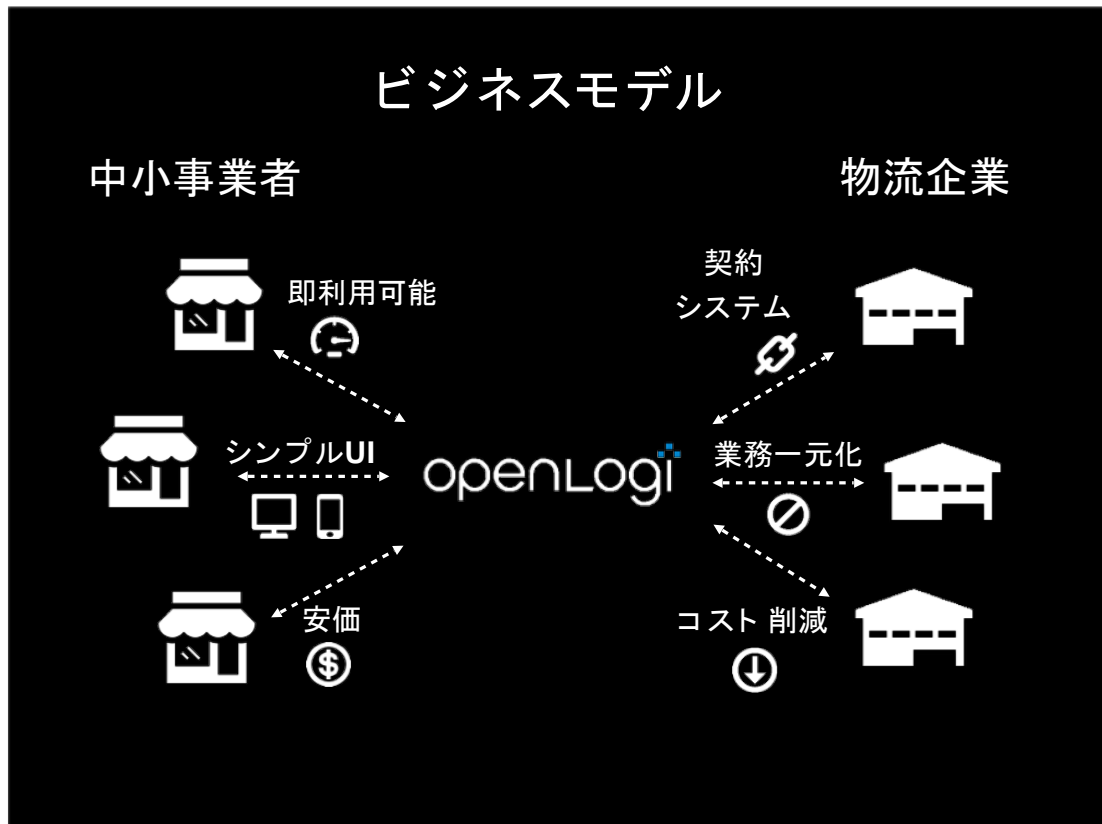 ビジネスモデル
中小事業者
物流企業
即利用可能
契約
システム
シンプルUI
openLogi
業務一元化
安価
コスト 削減